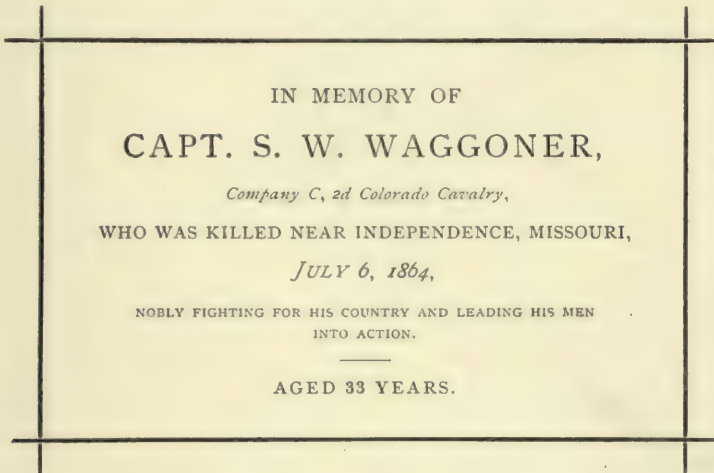 IN MEMORY OF
CAPT. S. W. WAGGONER,
Company C, 2d Colorado Cavalry,
WHO WAS KILLED NEAR INDEPENDENCE, MISSOURI,
JULY 6, 1864,
NOBLY FIGHTING FOR HIS COUNTRY AND LEADING HIS MEN
INTO ACTION.
AGED 33 YEARS.